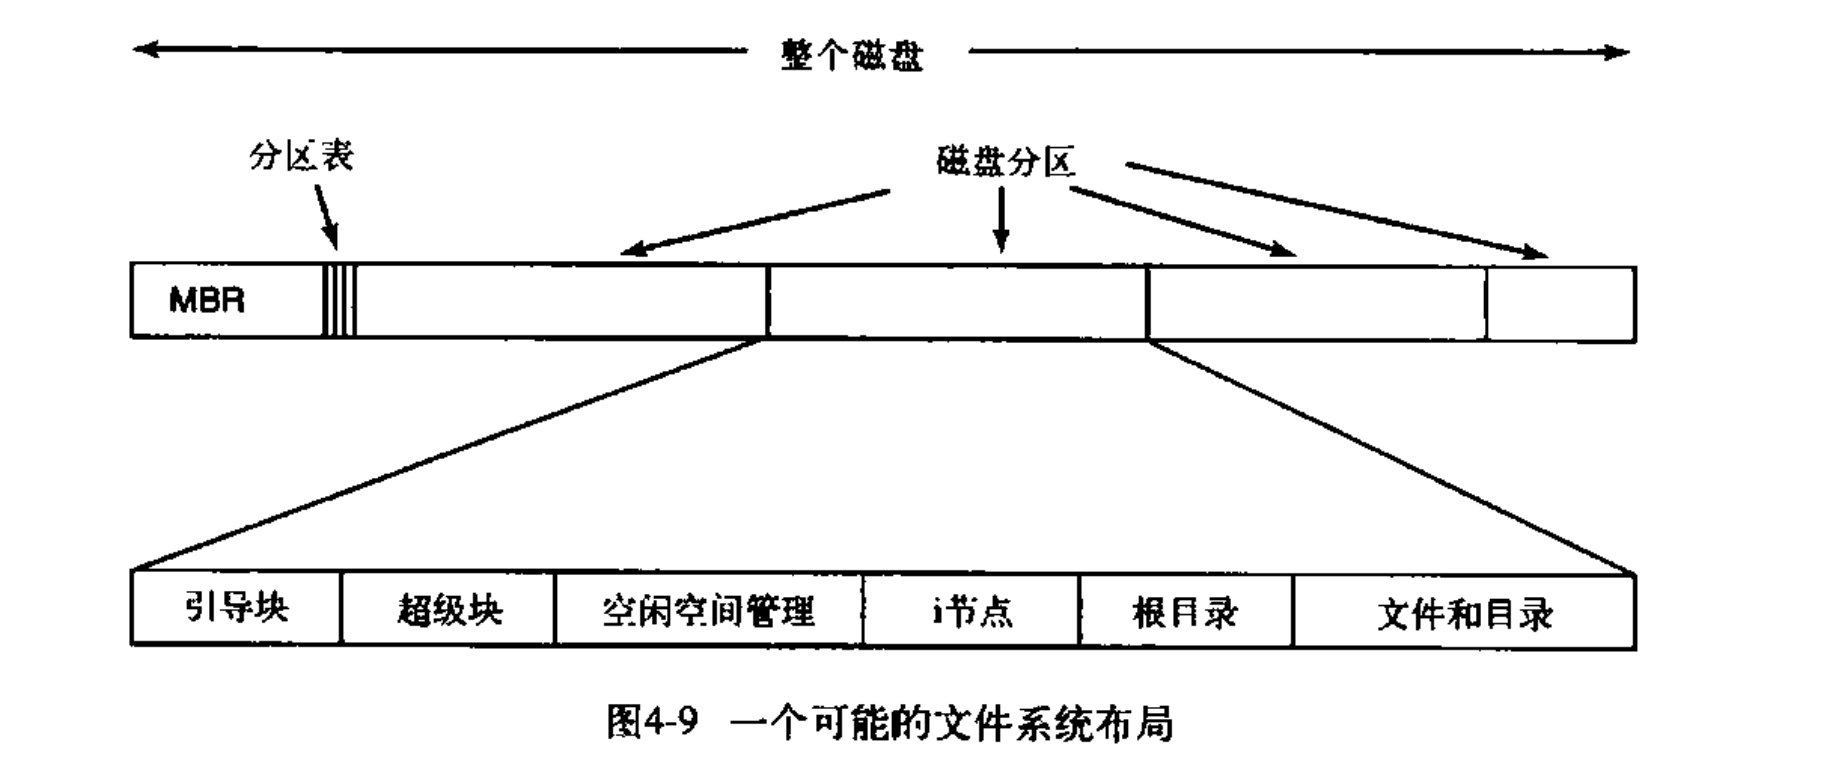 整个磁盘
分区表
磁盘分区
MBR
引导块 超级块 空闲空间管理 i节点 根目录 文件和目录
图4-9 一个可能的文件系统布局